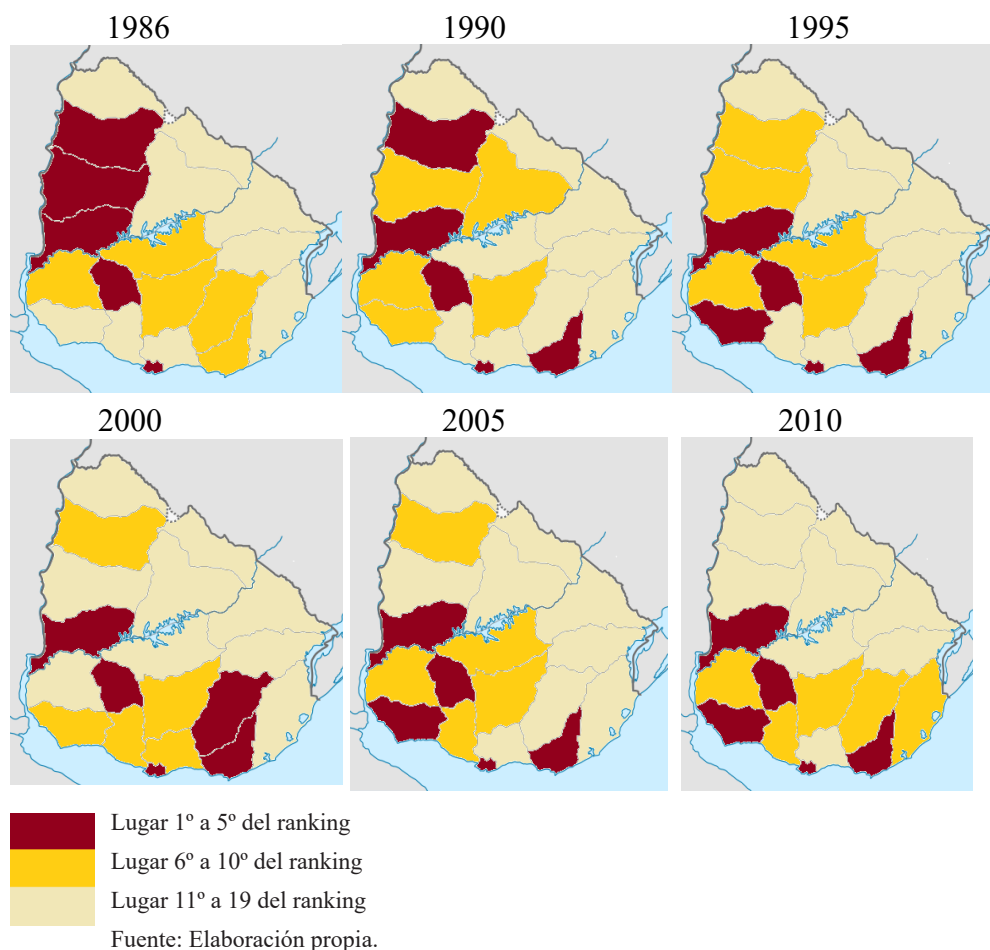 1986
1990
1995
2000
2005
2010
Lugar 1º a 5º del ranking
Lugar 6º a 10º del ranking
Lugar 11º a 19 del ranking
Fuente: Elaboración propia.